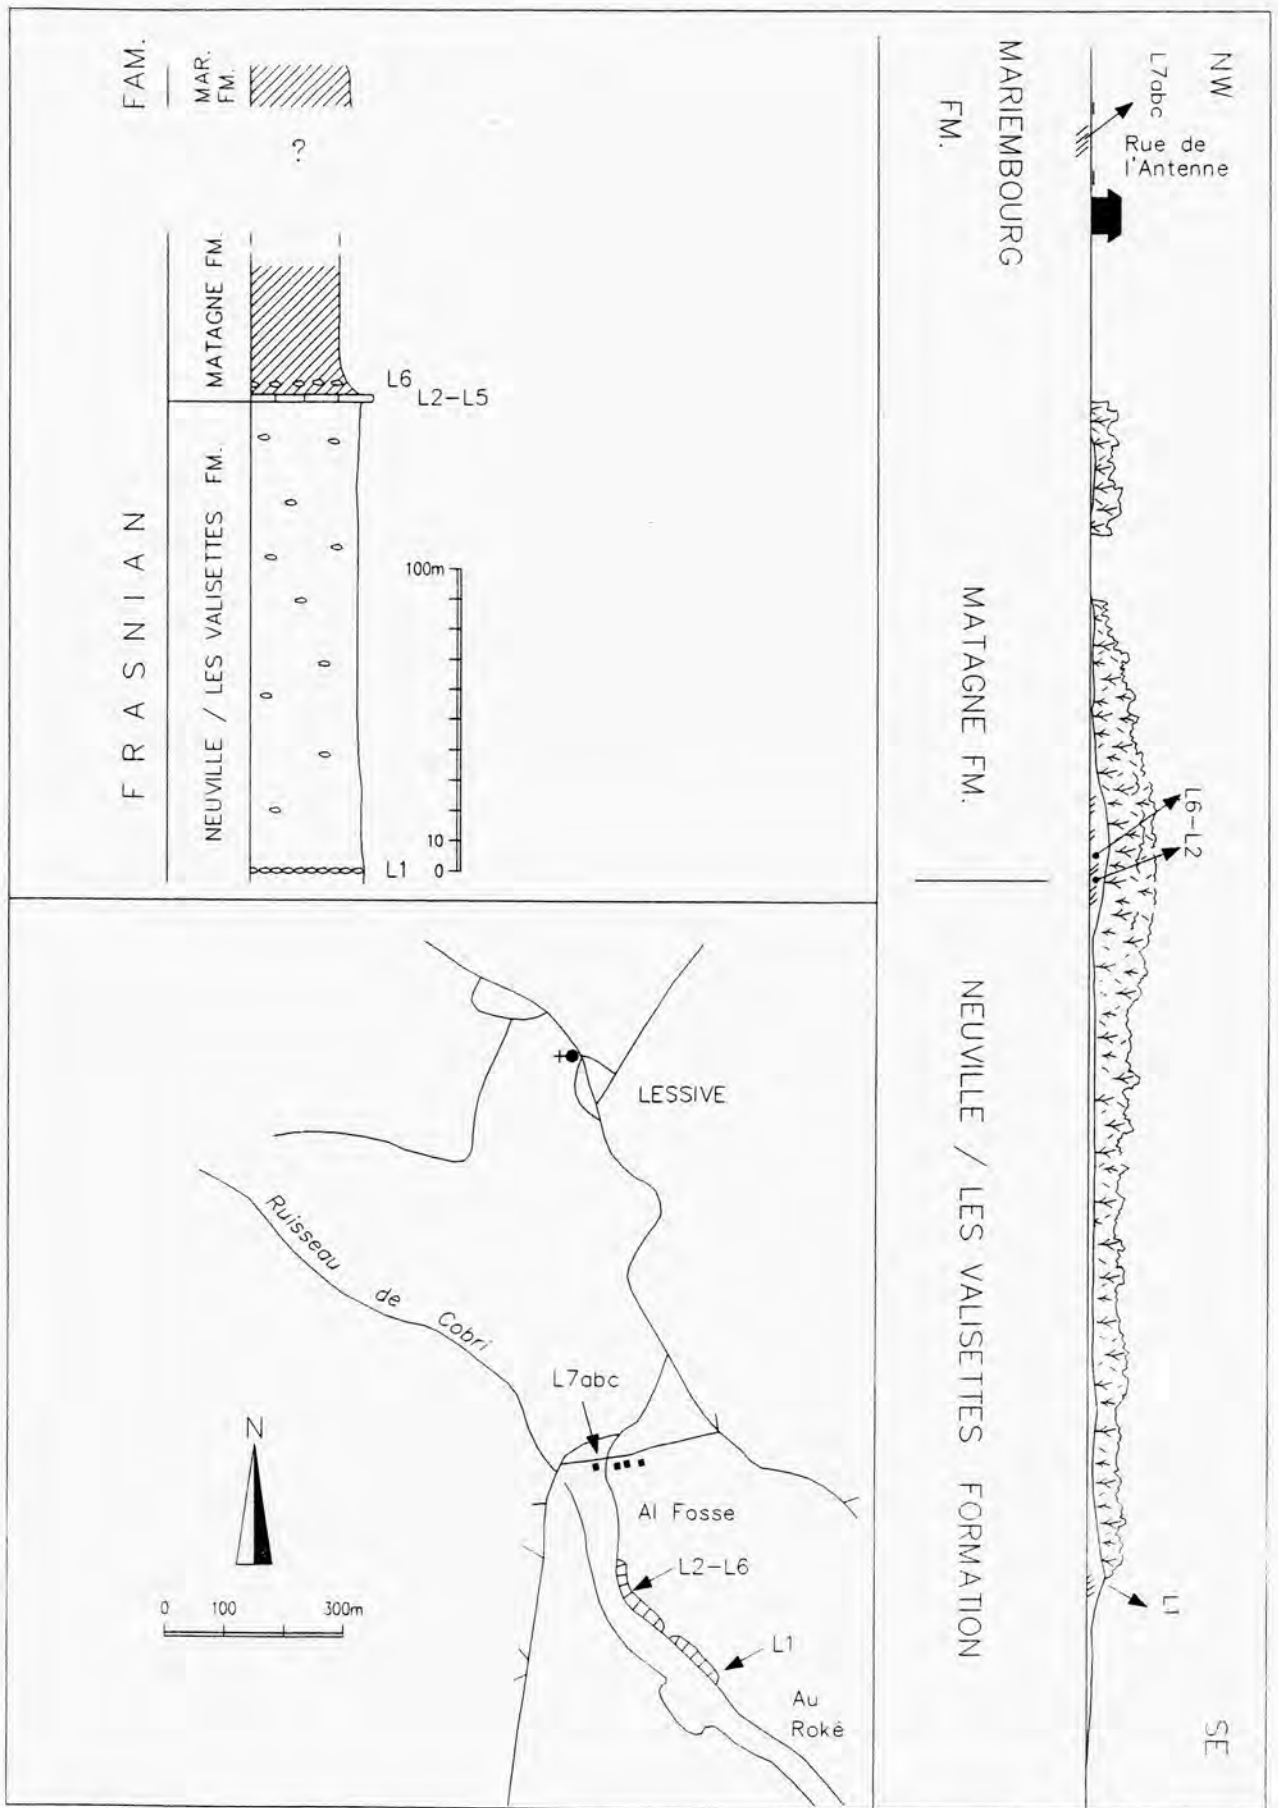 FAM.
MAR.
FM.
?
FRASNIAN
MATAGNE FM.
NEUVILLE / LES VALISETTES FM.
L6
L2-L5
L1
100m
10
0
NW
L7abc
Rue de
l'Antenne
MARIEMBOURG
FM.
MATAGNE FM.
L6-L2
NEUVILLE / LES VALISETTES FORMATION
L1
SE
LESSIVE
Ruisseau de Cobri
L7abc
Al Fosse
L2-L6
L1
Au
Roké
N
0 100 300m